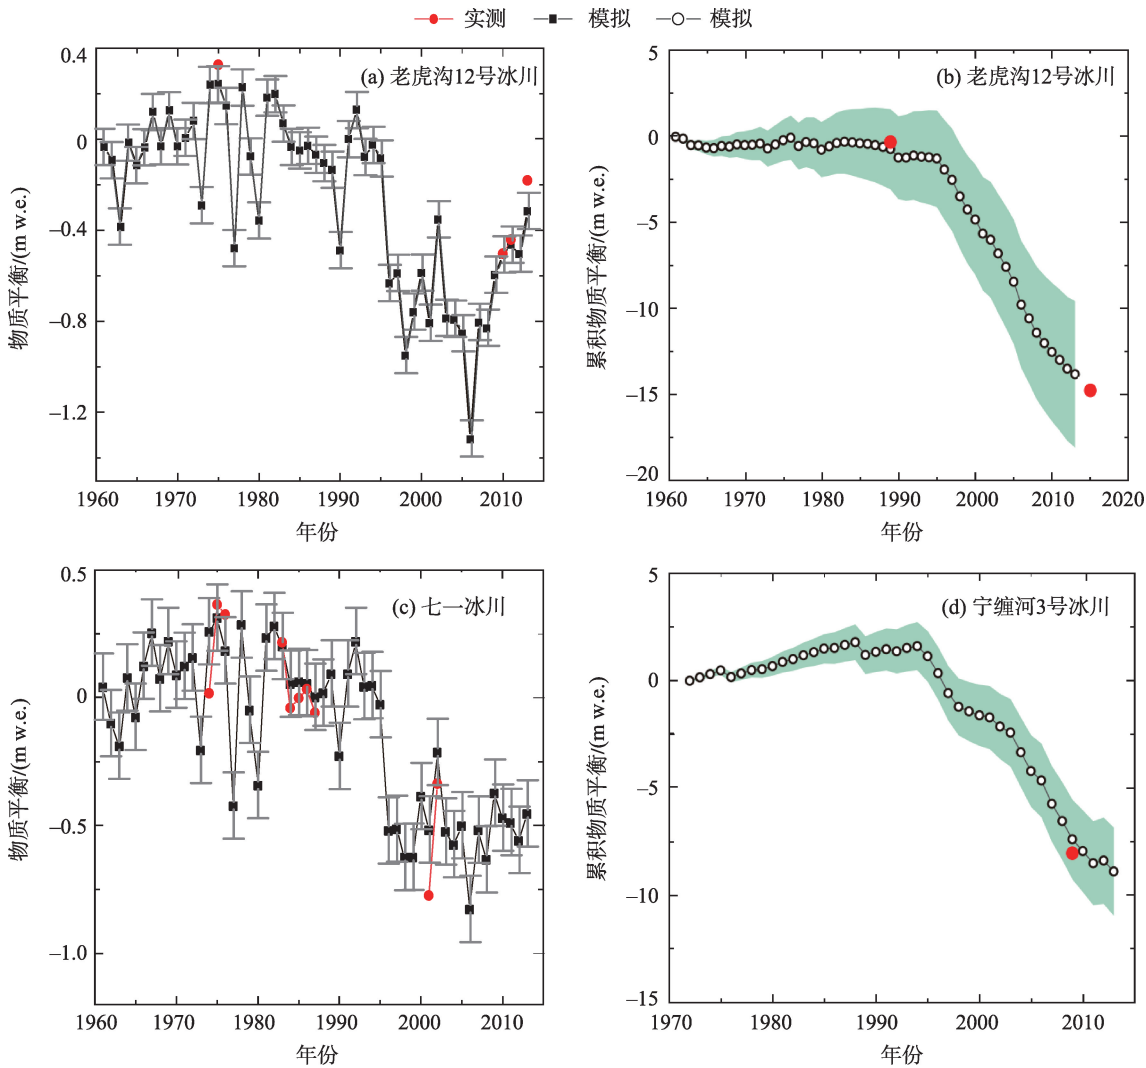 实测 模拟 模拟
(a) 老虎沟12号冰川
0.4
0
–0.4
–0.8
–1.2
物质平衡/(m w.e.)
1960 1970 1980 1990 2000 2010
年份
(b) 老虎沟12号冰川
5
0
–5
–10
–15
–20
累积物质平衡/(m w.e.)
1960 1970 1980 1990 2000 2010 2020
年份
(c) 七一冰川
0.5
0
–0.5
–1.0
物质平衡/(m w.e.)
1960 1970 1980 1990 2000 2010
年份
(d) 宁缠河3号冰川
5
0
–5
–10
–15
累积物质平衡/(m w.e.)
1970 1980 1990 2000 2010
年份